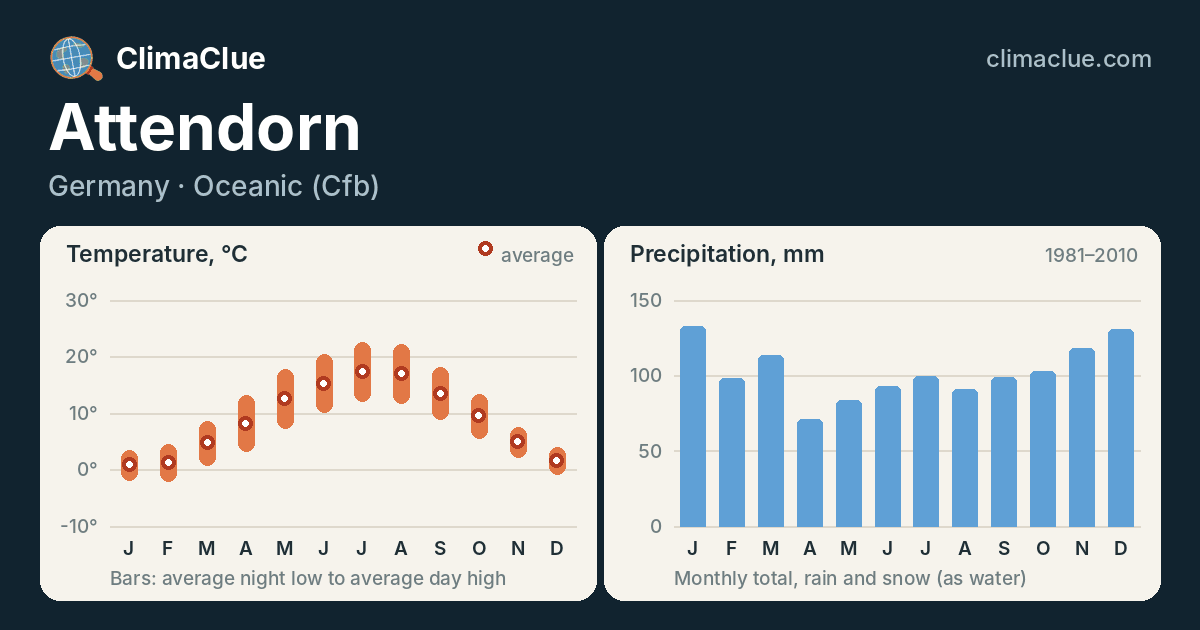 ClimaClue
climaclue.com
Attendorn
Germany · Oceanic (Cfb)
Temperature, °C
average
30°
20°
10°
0°
-10°
J F M A M J J A S O N D
Bars: average night low to average day high
Precipitation, mm
1981–2010
150
100
50
0
J F M A M J J A S O N D
Monthly total, rain and snow (as water)